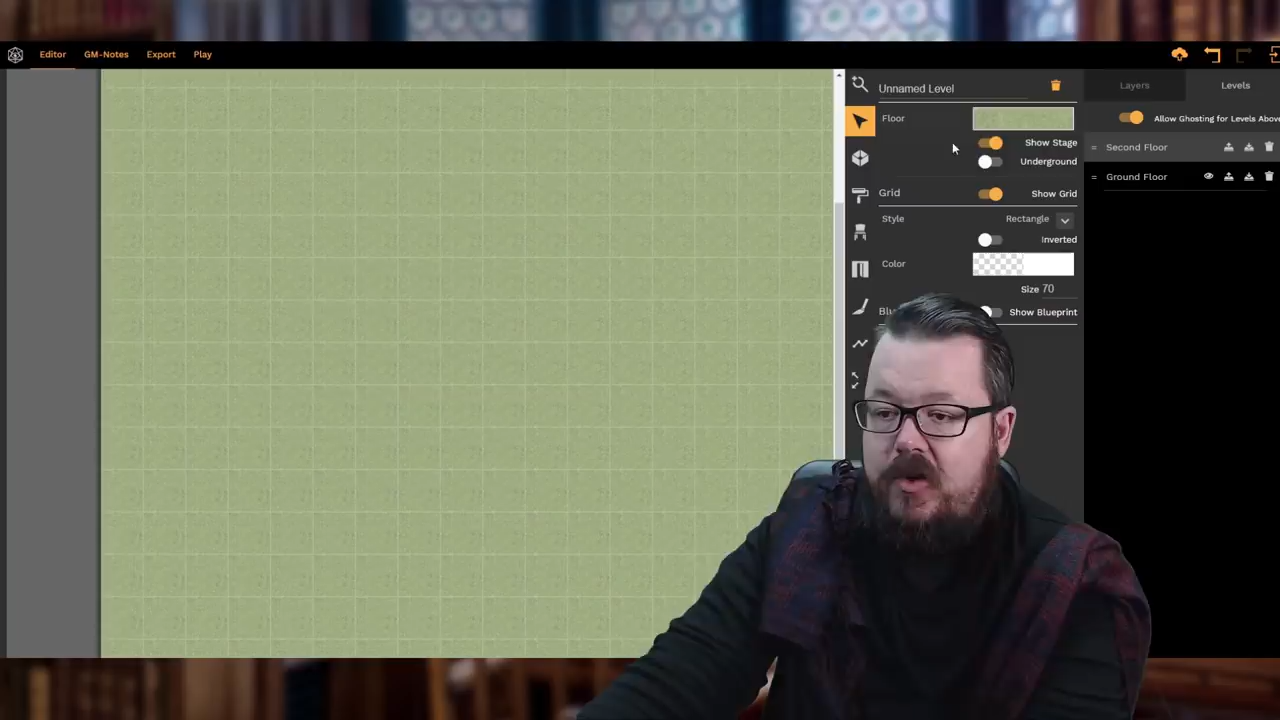 Editor GM-Notes Export Play
Unnamed Level
Floor
Show Stage
Underground
Grid Show Grid
Style Rectangle
Inverted
Color
Size 70
Show Blueprint
Layers Levels
Allow Ghosting for Levels Above
Second Floor
Ground Floor